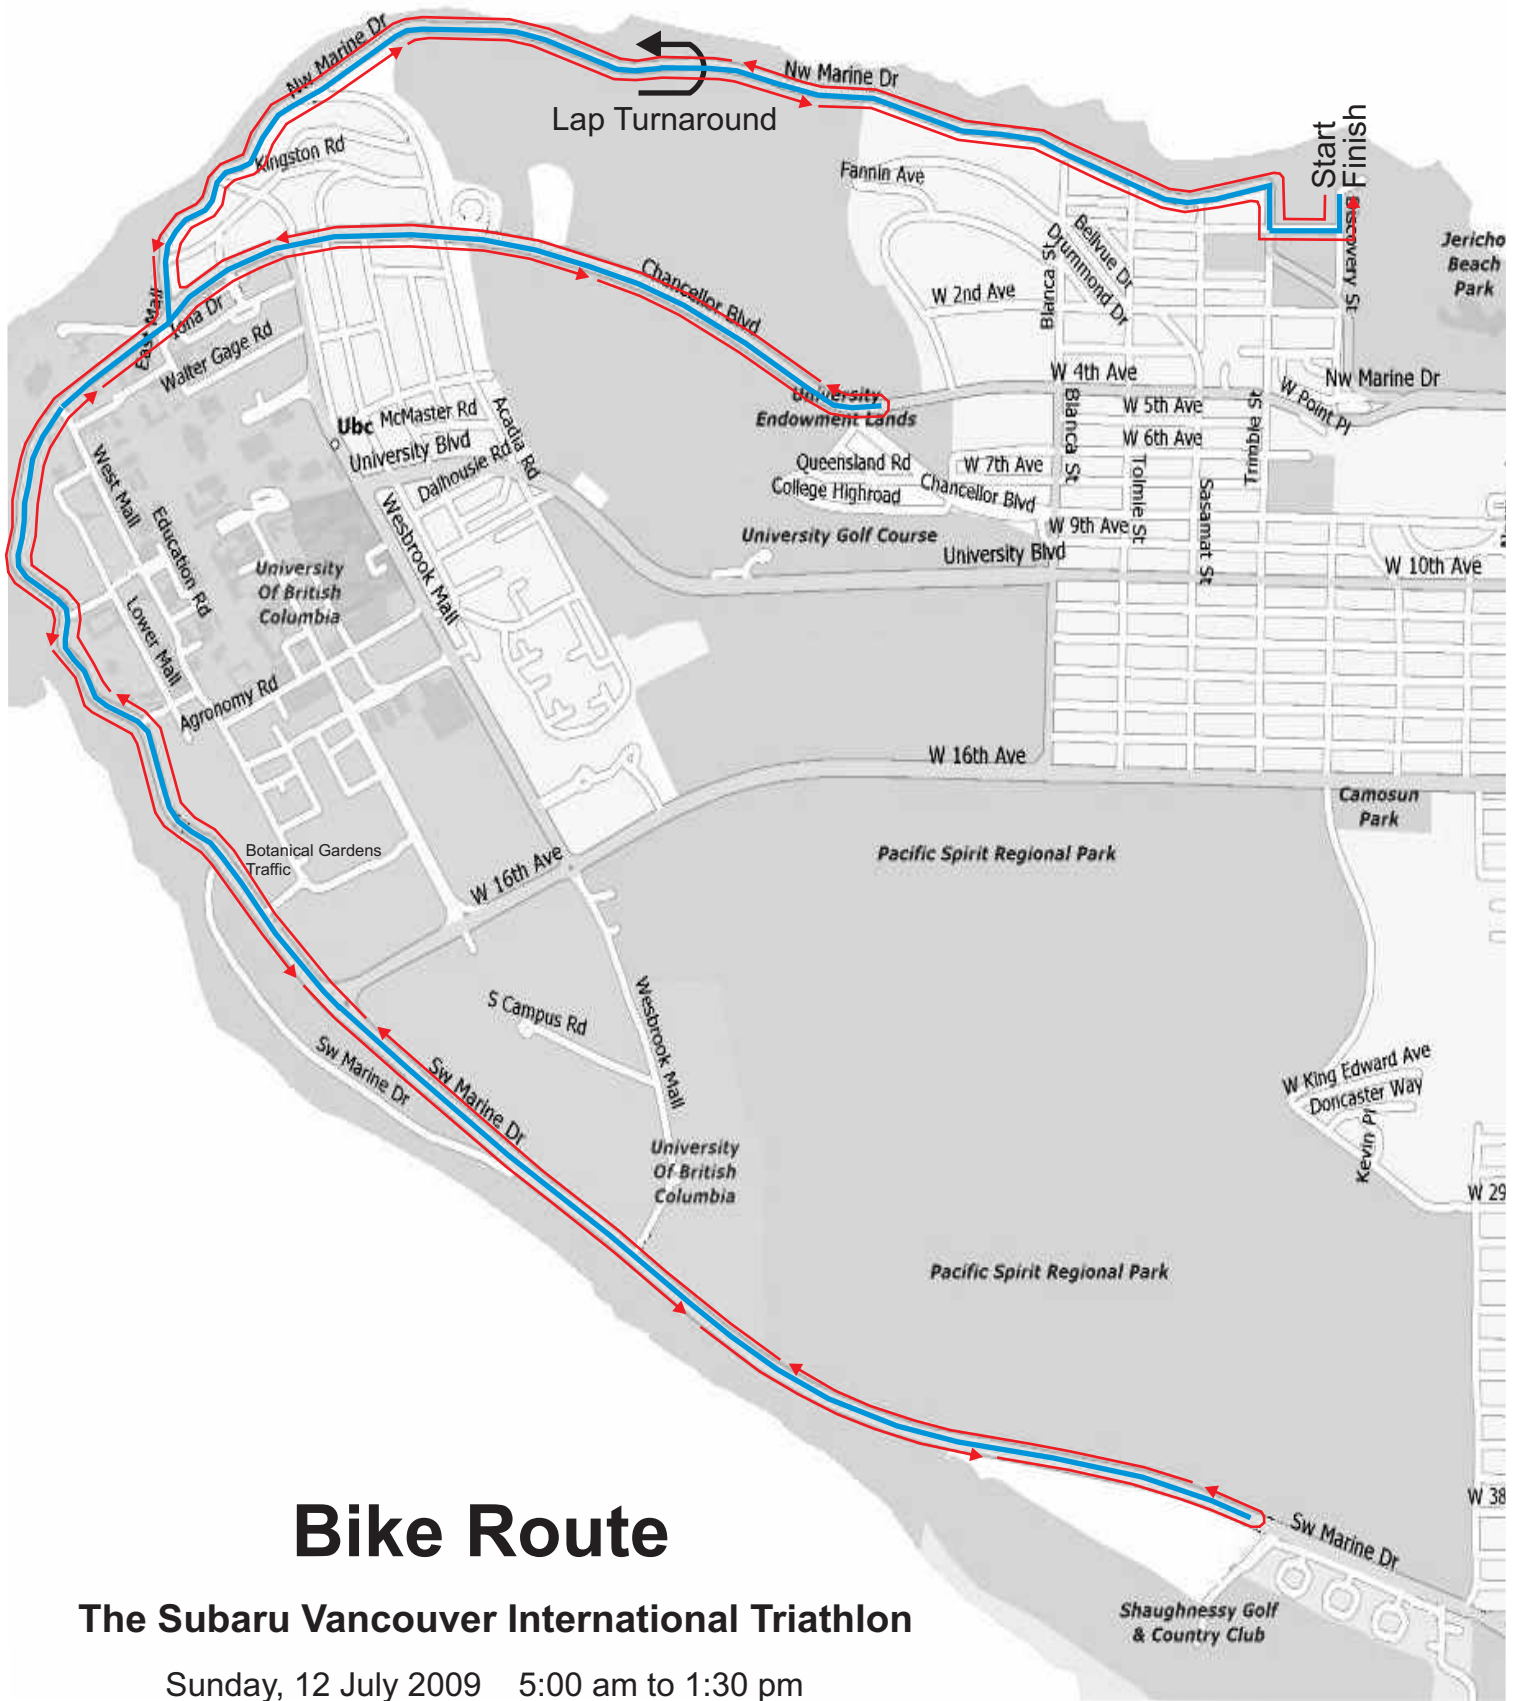 Nw Marine Dr
Nw Marine Dr
Lap Turnaround
Start
Finish
Kingston Rd
Fannin Ave
Discovery St
Jericho
Beach
Park
Bellvue Dr
Drummond Dr
Blanca St
W 2nd Ave
Chancellor Blvd
East Mall
Iona Dr
Walter Gage Rd
W 4th Ave
Nw Marine Dr
W Point Pl
University
Endowment Lands
W 5th Ave
Blanca St
Trimble St
Acadia Rd
Ubc
McMaster Rd
University Blvd
Dalhousie Rd
W 6th Ave
Queensland Rd
W 7th Ave
College Highroad
Chancellor Blvd
Tolmie St
Sasamat St
West Mall
Wesbrook Mall
Education Rd
W 9th Ave
University Golf Course
University Blvd
W 10th Ave
University
Of British
Columbia
Lower Mall
Agronomy Rd
W 16th Ave
Camosun
Park
Botanical Gardens
Traffic
W 16th Ave
Pacific Spirit Regional Park
S Campus Rd
Wesbrook Mall
Sw Marine Dr
Sw Marine Dr
W King Edward Ave
Doncaster Way
Kevin Pl
University
Of British
Columbia
W 29
Pacific Spirit Regional Park
W 38
Sw Marine Dr
Shaughnessy Golf
& Country Club
Bike Route
The Subaru Vancouver International Triathlon
Sunday, 12 July 2009 5:00 am to 1:30 pm